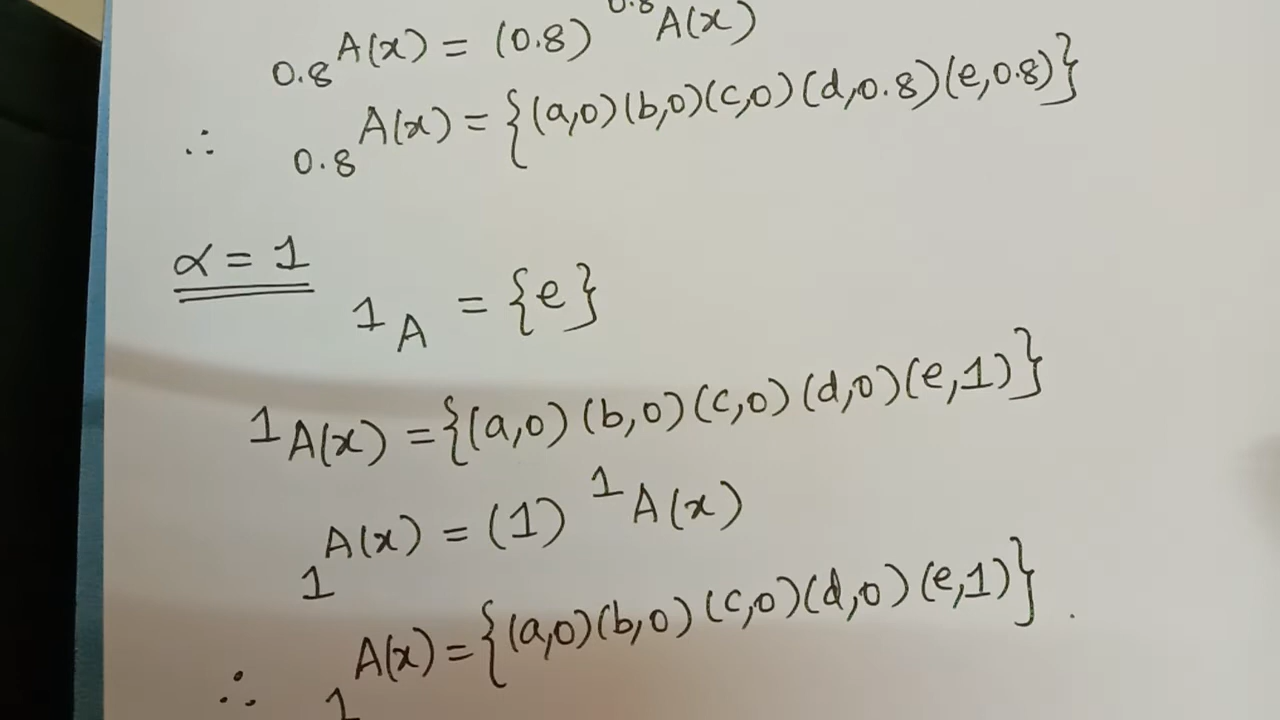 0.8A(x) = (0.8) 0.8A(x)
∴ 0.8A(x) = {(a,0)(b,0)(c,0)(d,0.8)(e,0.8)}
α = 1
1A = {e}
1A(x) = {(a,0)(b,0)(c,0)(d,0)(e,1)}
1A(x) = (1) 1A(x)
∴ 1A(x) = {(a,0)(b,0)(c,0)(d,0)(e,1)}.